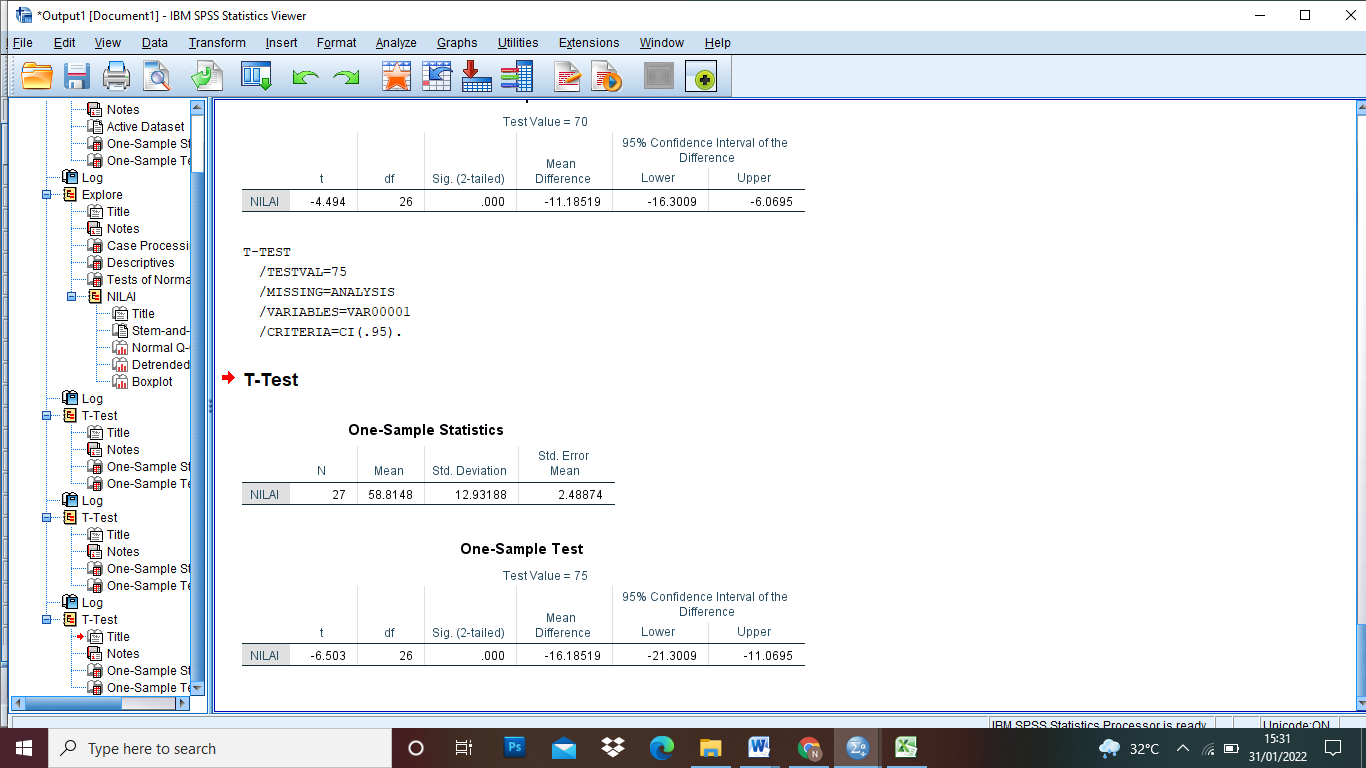 *Output1 [Document1] - IBM SPSS Statistics Viewer
File Edit View Data Transform Insert Format Analyze Graphs Utilities Extensions Window Help
Notes
Active Dataset
One-Sample St
One-Sample Te
Log
Explore
Title
Notes
Case Processi
Descriptives
Tests of Norma
NILAI
Title
Stem-and-
Normal Q-
Detrended
Boxplot
Log
T-Test
Title
Notes
One-Sample St
One-Sample Te
Log
T-Test
Title
Notes
One-Sample St
One-Sample Te
Log
T-Test
Title
Notes
One-Sample St
One-Sample Te
Test Value = 70
95% Confidence Interval of the
Difference
t df Sig. (2-tailed) Mean Difference Lower Upper
NILAI -4.494 26 .000 -11.18519 -16.3009 -6.0695
T-TEST
/TESTVAL=75
/MISSING=ANALYSIS
/VARIABLES=VAR00001
/CRITERIA=CI(.95).
T-Test
One-Sample Statistics
N Mean Std. Deviation Std. Error Mean
NILAI 27 58.8148 12.93188 2.48874
One-Sample Test
Test Value = 75
95% Confidence Interval of the
Difference
t df Sig. (2-tailed) Mean Difference Lower Upper
NILAI -6.503 26 .000 -16.18519 -21.3009 -11.0695
IBM SPSS Statistics Processor is ready Unicode:ON
Type here to search
Ps
W
N
Σα
X
32°C
15:31
31/01/2022